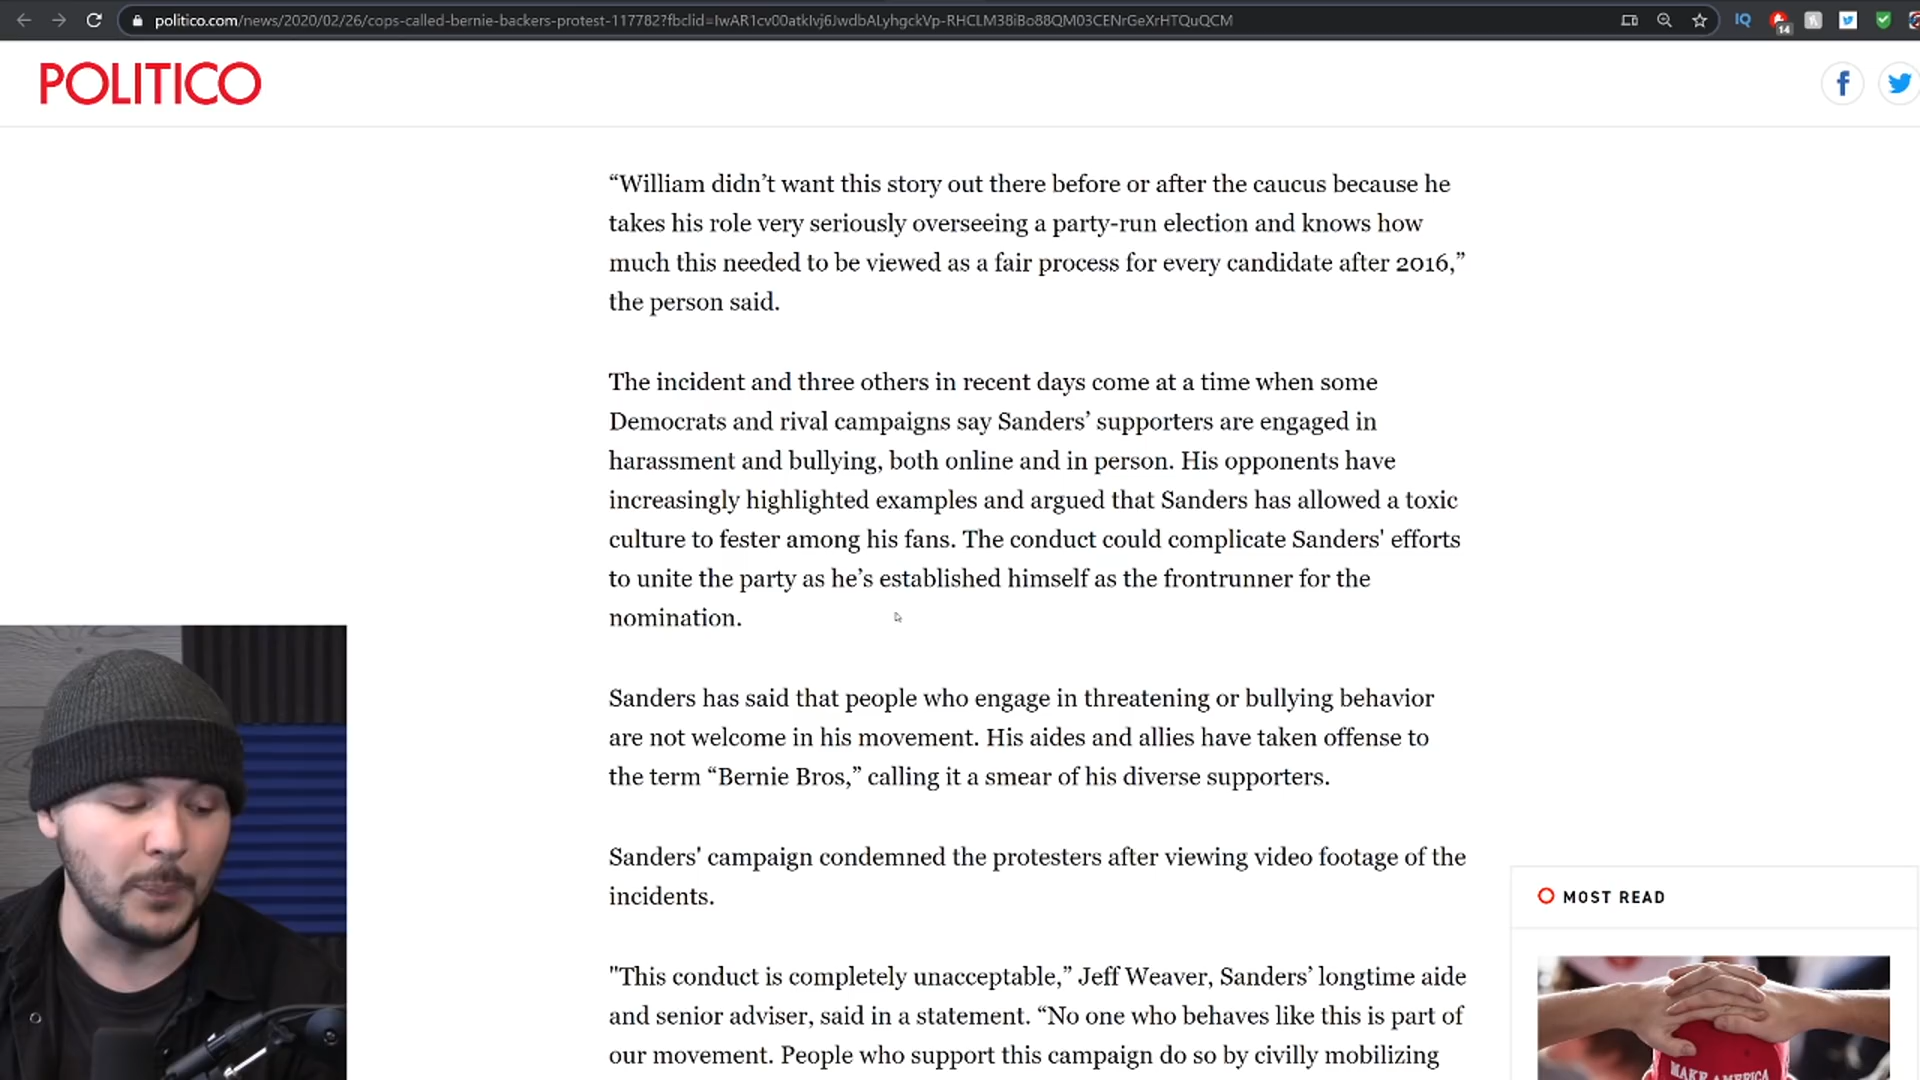 politico.com/news/2020/02/26/cops-called-bernie-backers-protest-117782?fbclid=IwAR1cv00atklvj6JwdbALyhgckVp-RHCLM38iBo88QM03CENrGeXrHTQuQCM
IQ
14
POLITICO
“William didn’t want this story out there before or after the caucus because he
takes his role very seriously overseeing a party-run election and knows how
much this needed to be viewed as a fair process for every candidate after 2016,”
the person said.
The incident and three others in recent days come at a time when some
Democrats and rival campaigns say Sanders’ supporters are engaged in
harassment and bullying, both online and in person. His opponents have
increasingly highlighted examples and argued that Sanders has allowed a toxic
culture to fester among his fans. The conduct could complicate Sanders' efforts
to unite the party as he’s established himself as the frontrunner for the
nomination.
Sanders has said that people who engage in threatening or bullying behavior
are not welcome in his movement. His aides and allies have taken offense to
the term “Bernie Bros,” calling it a smear of his diverse supporters.
Sanders' campaign condemned the protesters after viewing video footage of the
incidents.
"This conduct is completely unacceptable,” Jeff Weaver, Sanders’ longtime aide
and senior adviser, said in a statement. “No one who behaves like this is part of
our movement. People who support this campaign do so by civilly mobilizing
MOST READ
MAKE AMERICA